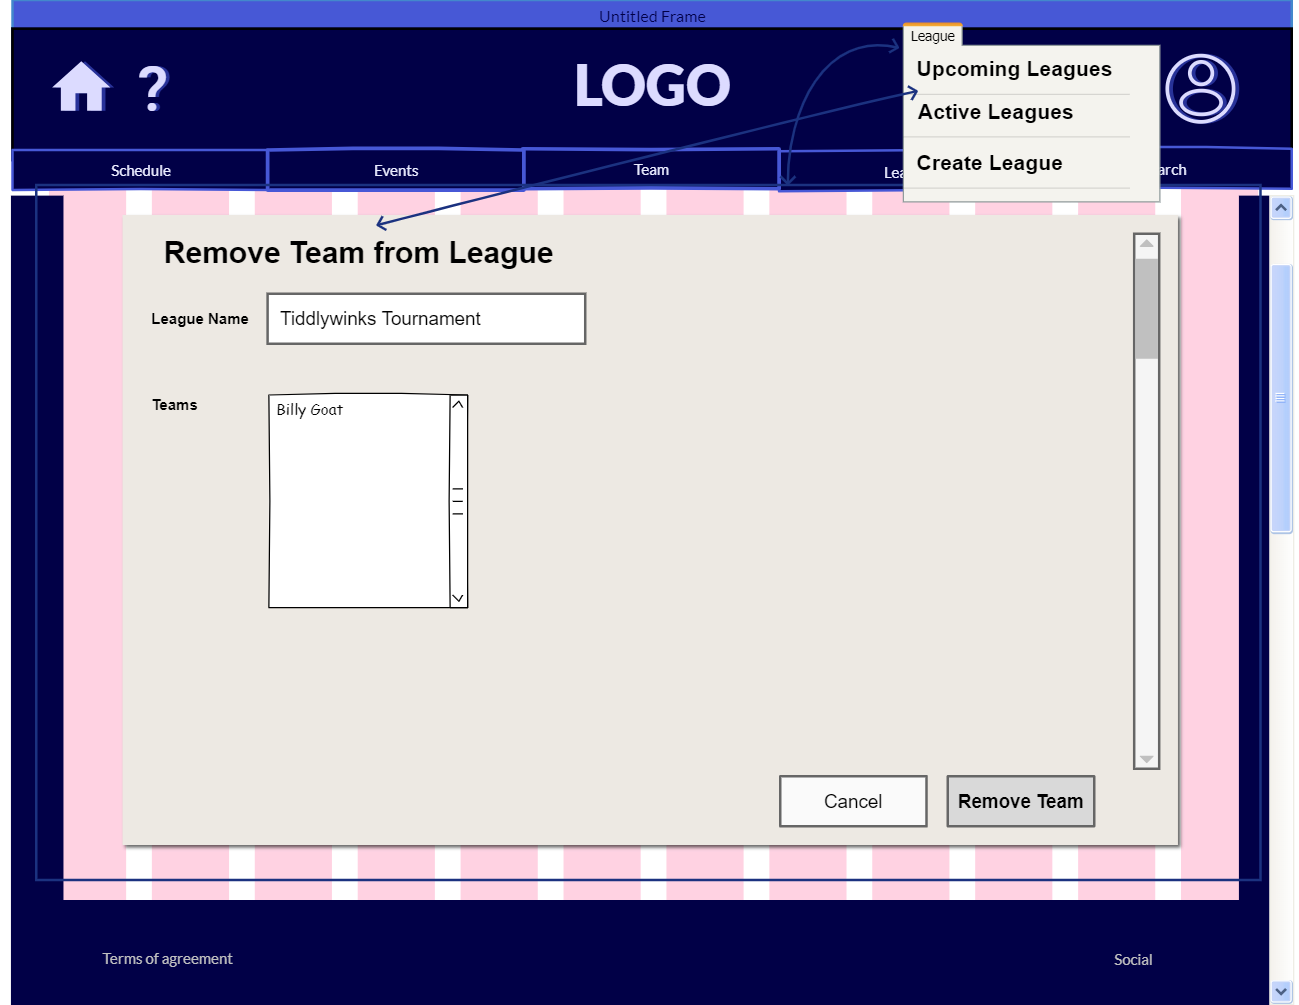 Untitled Frame
League
Upcoming Leagues
Active Leagues
Create League
?
LOGO
Schedule
Events
Team
Lea
arch
Remove Team from League
League Name
Tiddlywinks Tournament
Teams
Billy Goat
Cancel
Remove Team
Terms of agreement
Social